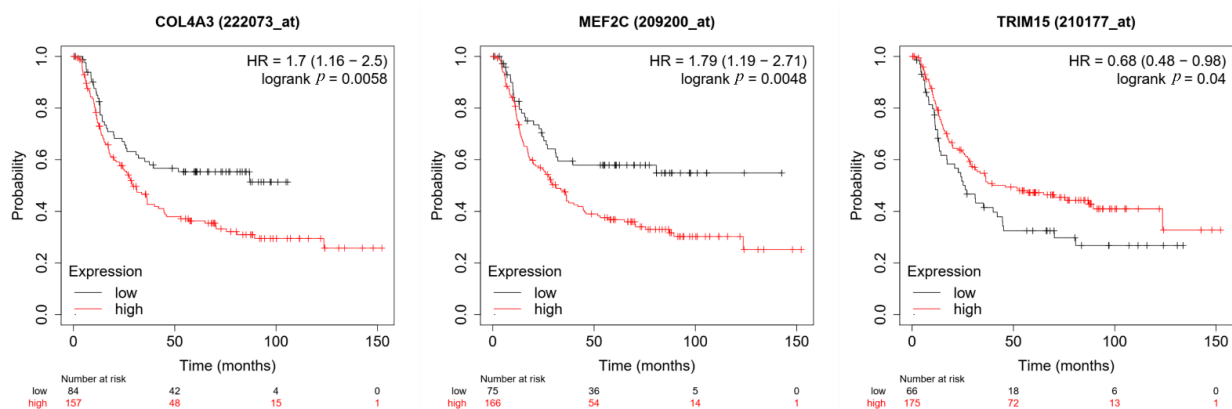 COL4A3 (222073_at)
HR = 1.7 (1.16 − 2.5)
logrank p = 0.0058
Probability
1.0
0.8
0.6
0.4
0.2
0.0
Expression
low
high
0 50 100 150
Time (months)
Number at risk
low 84 42 4 0
high 157 48 15 1
MEF2C (209200_at)
HR = 1.79 (1.19 − 2.71)
logrank p = 0.0048
Probability
1.0
0.8
0.6
0.4
0.2
0.0
Expression
low
high
0 50 100 150
Time (months)
Number at risk
low 75 36 5 0
high 166 54 14 1
TRIM15 (210177_at)
HR = 0.68 (0.48 − 0.98)
logrank p = 0.04
Probability
1.0
0.8
0.6
0.4
0.2
0.0
Expression
low
high
0 50 100 150
Time (months)
Number at risk
low 66 18 6 0
high 175 72 13 1